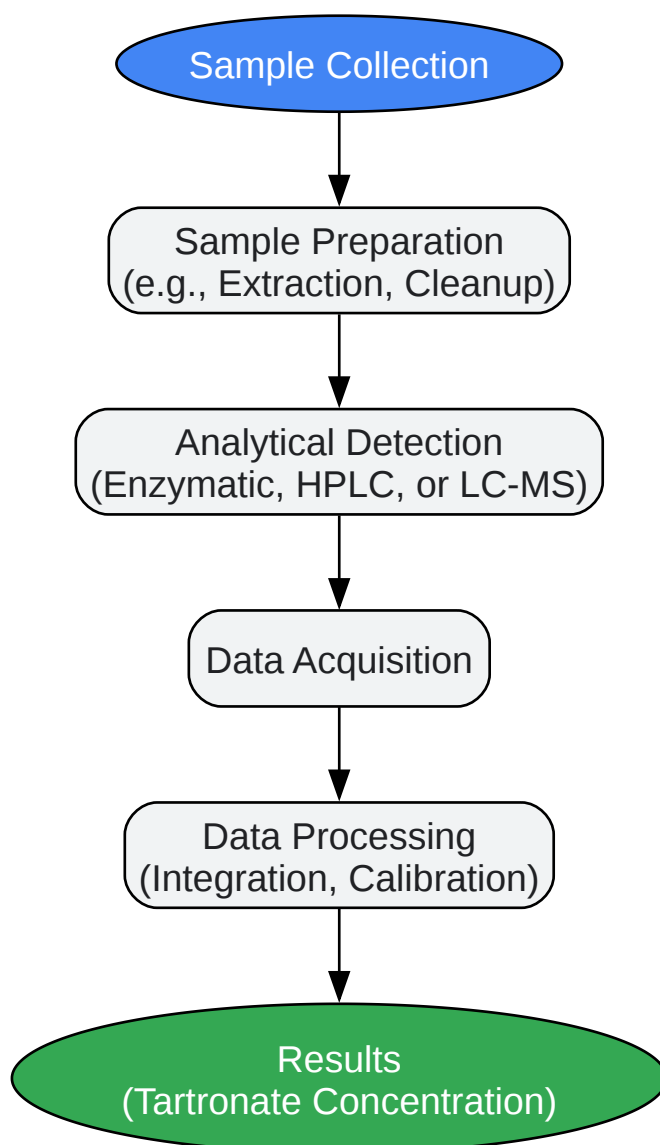 Sample Collection
Sample Preparation
(e.g., Extraction, Cleanup)
Analytical Detection
(Enzymatic, HPLC, or LC-MS)
Data Acquisition
Data Processing
(Integration, Calibration)
Results
(Tartronate Concentration)